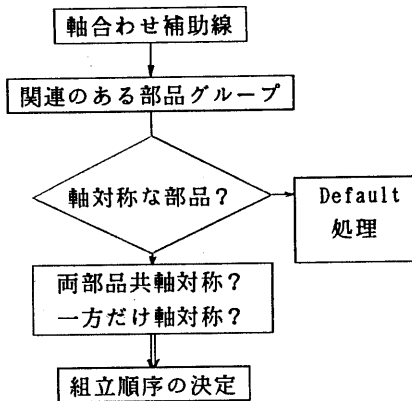 軸合わせ補助線
関連のある部品グループ
軸対称な部品?
Default
処理
両部品共軸対称?
一方だけ軸対称?
組立順序の決定